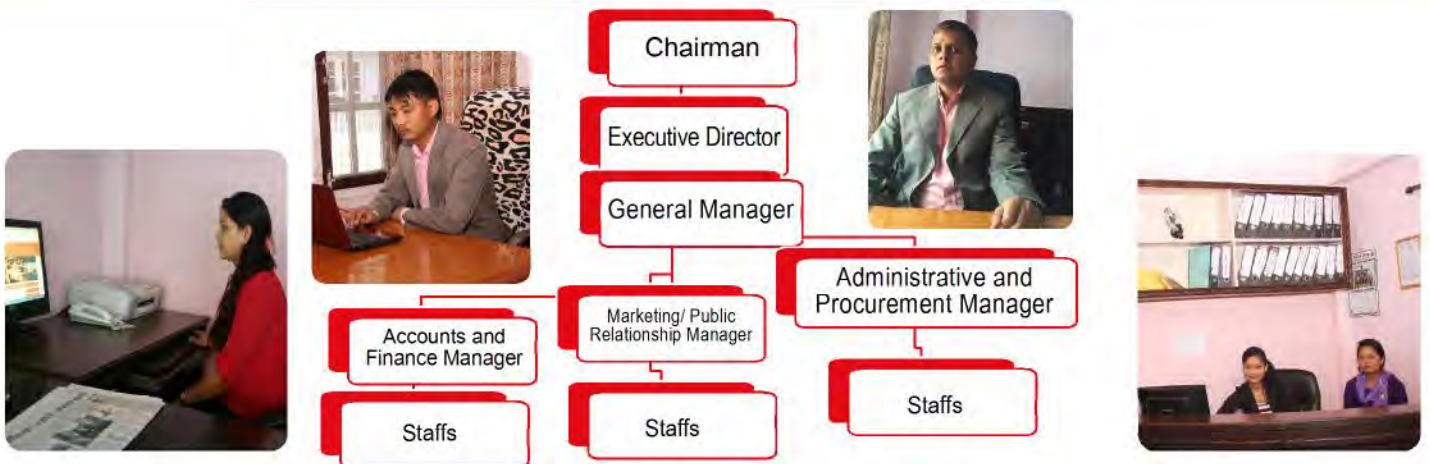 Chairman
Executive Director
General Manager
Administrative and
Procurement Manager
Marketing/ Public
Relationship Manager
Accounts and
Finance Manager
Staffs
Staffs
Staffs